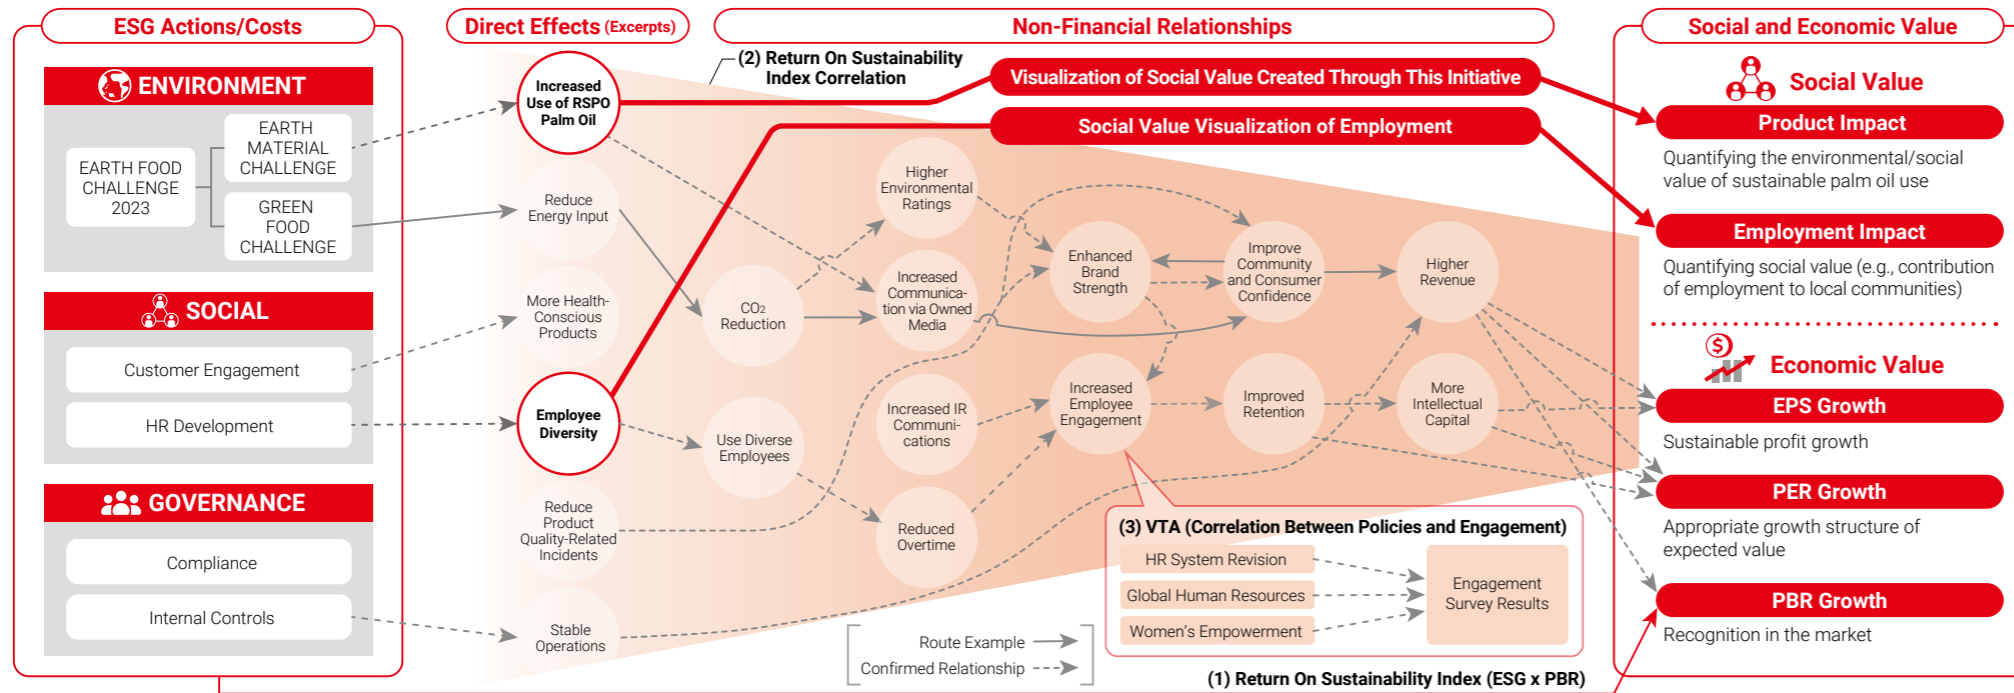 ESG Actions/Costs
ENVIRONMENT
EARTH FOOD
CHALLENGE
2023
EARTH
MATERIAL
CHALLENGE
GREEN
FOOD
CHALLENGE
SOCIAL
Customer Engagement
HR Development
GOVERNANCE
Compliance
Internal Controls
Direct Effects (Excerpts)
Increased
Use of RSPO
Palm Oil
Reduce
Energy Input
More Health-
Conscious
Products
Employee
Diversity
Reduce
Product
Quality-Related
Incidents
Stable
Operations
Non-Financial Relationships
(2) Return On Sustainability
Index Correlation
Visualization of Social Value Created Through This Initiative
Social Value Visualization of Employment
CO2
Reduction
Use Diverse
Employees
Higher
Environmental
Ratings
Increased
Communica-
tion via Owned
Media
Increased IR
Communi-
cations
Reduced
Overtime
Enhanced
Brand
Strength
Increased
Employee
Engagement
Improve
Community
and Consumer
Confidence
Improved
Retention
Higher
Revenue
More
Intellectual
Capital
(3) VTA (Correlation Between Policies and Engagement)
HR System Revision
Global Human Resources
Women's Empowerment
Engagement
Survey Results
Route Example
Confirmed Relationship
(1) Return On Sustainability Index (ESG x PBR)
Social and Economic Value
Social Value
Product Impact
Quantifying the environmental/social
value of sustainable palm oil use
Employment Impact
Quantifying social value (e.g., contribution
of employment to local communities)
$
Economic Value
EPS Growth
Sustainable profit growth
PER Growth
Appropriate growth structure of
expected value
PBR Growth
Recognition in the market